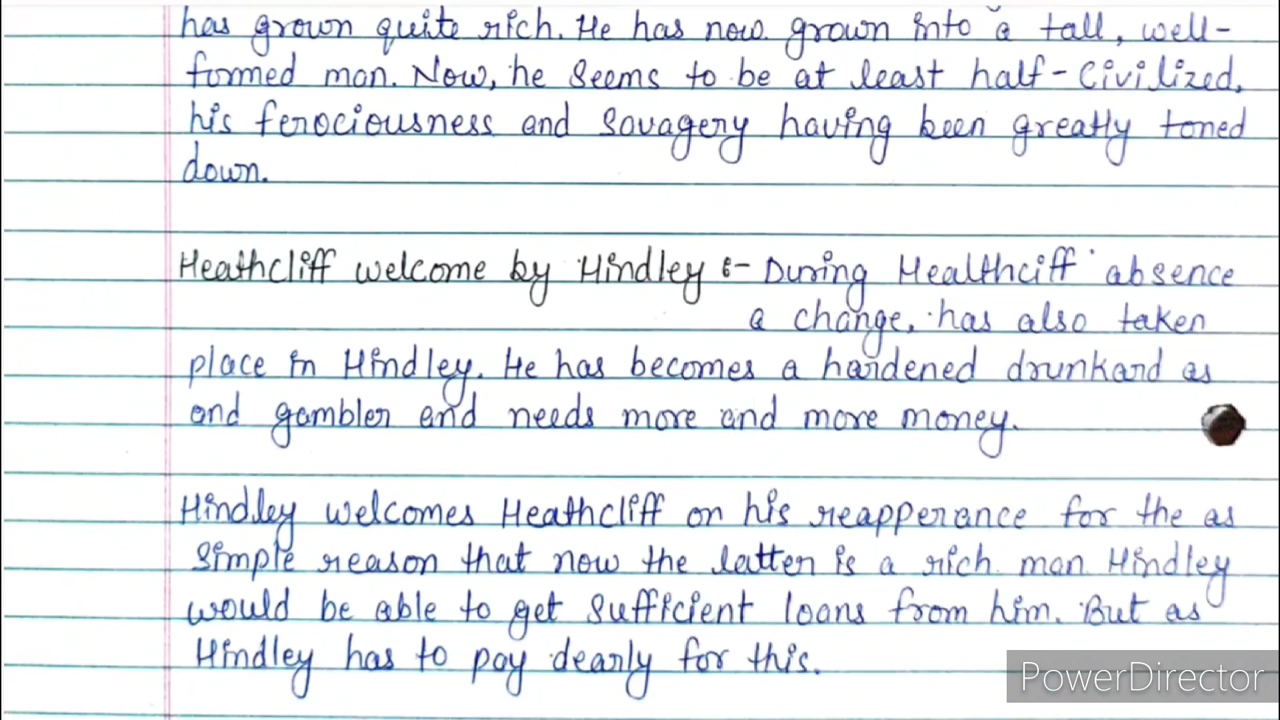 has grown quite rich. He has now grown into a tall, well-
formed man. Now, he seems to be at least half-civilized,
his ferociousness and savagery having been greatly toned
down.
Heathcliff welcome by Hindley :- During Healthciff absence
a change, has also taken
place in Hindley. He has becomes a hardened drunkard as
and gambler and needs more and more money.
Hindley welcomes Heathcliff on his reapperance for the as
simple reason that now the latter is a rich man Hindley
would be able to get sufficient loans from him. But as
Hindley has to pay dearly for this.
PowerDirector